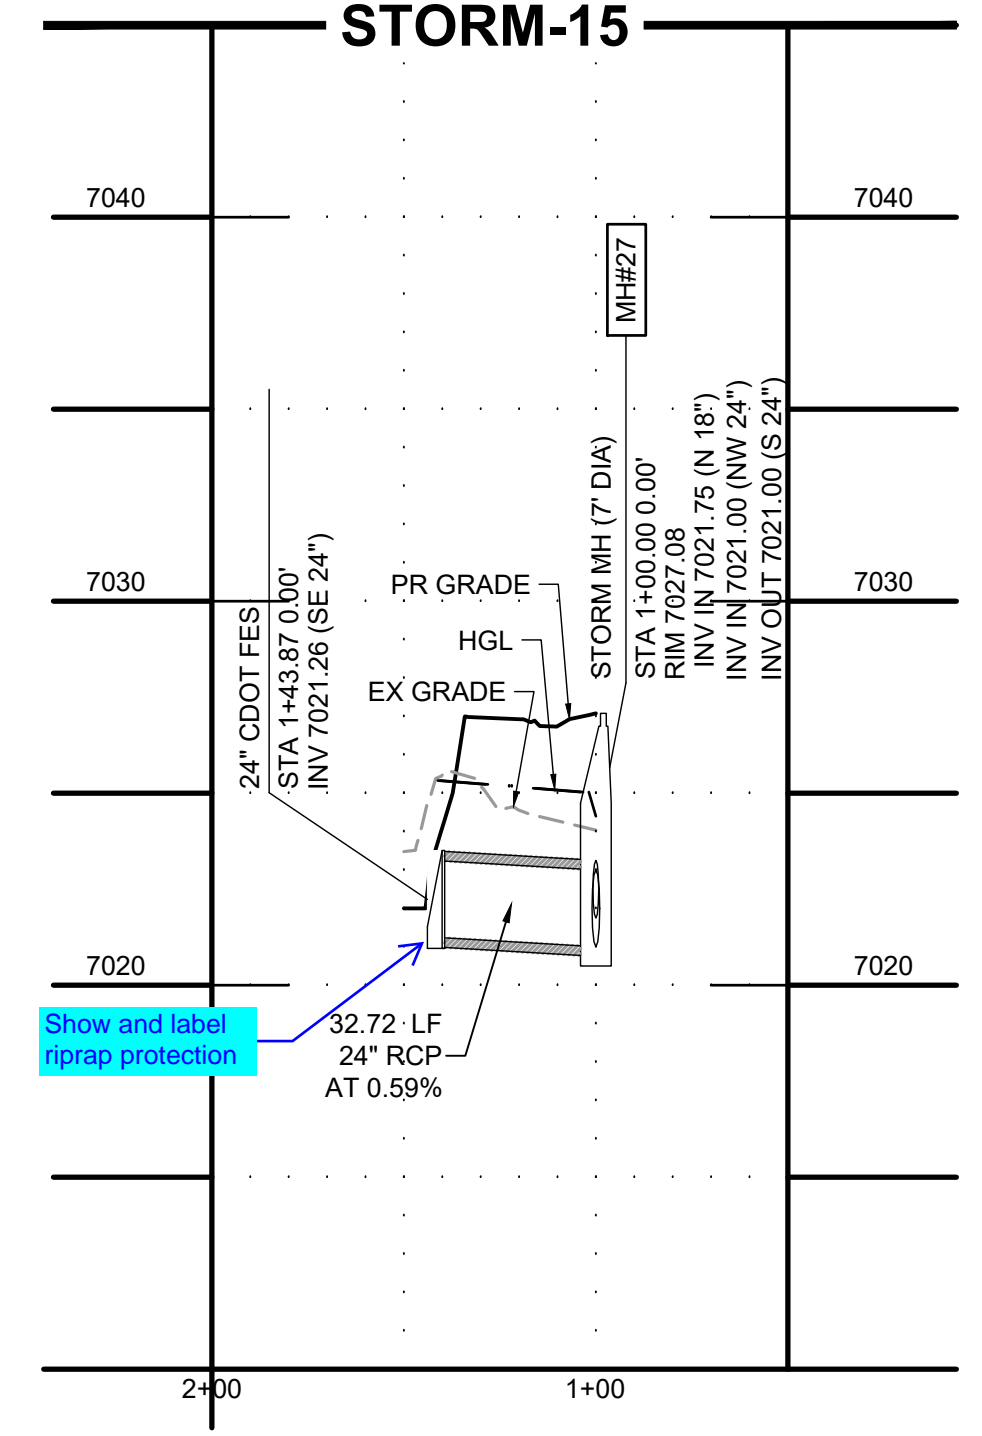 STORM-15
7040
7040
MH#27
7030
7030
24" CDOT FES
STA 1+43.87 0.00'
INV 7021.26 (SE 24")
PR GRADE
HGL
EX GRADE
STORM MH (7' DIA)
STA 1+00.00 0.00'
RIM 7027.08
INV IN 7021.75 (N 18")
INV IN 7021.00 (NW 24")
INV OUT 7021.00 (S 24")
7020
7020
Show and label
riprap protection
32.72 LF
24" RCP
AT 0.59%
2+00
1+00